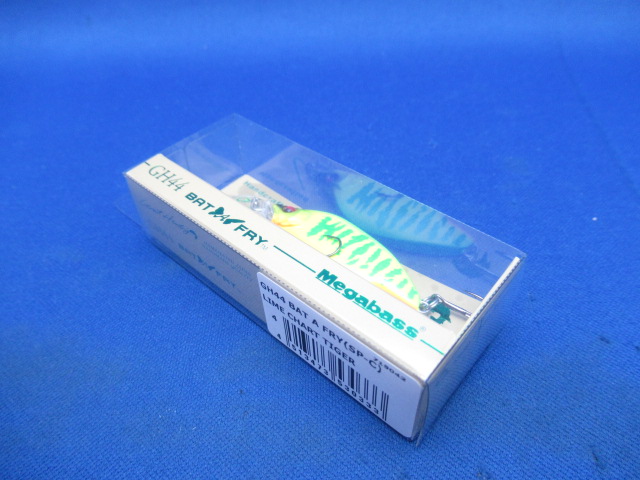 GH44
BAT A FRY
Megabass
GH44 BAT A FRY(SP-C)
LIME CHART TIGER